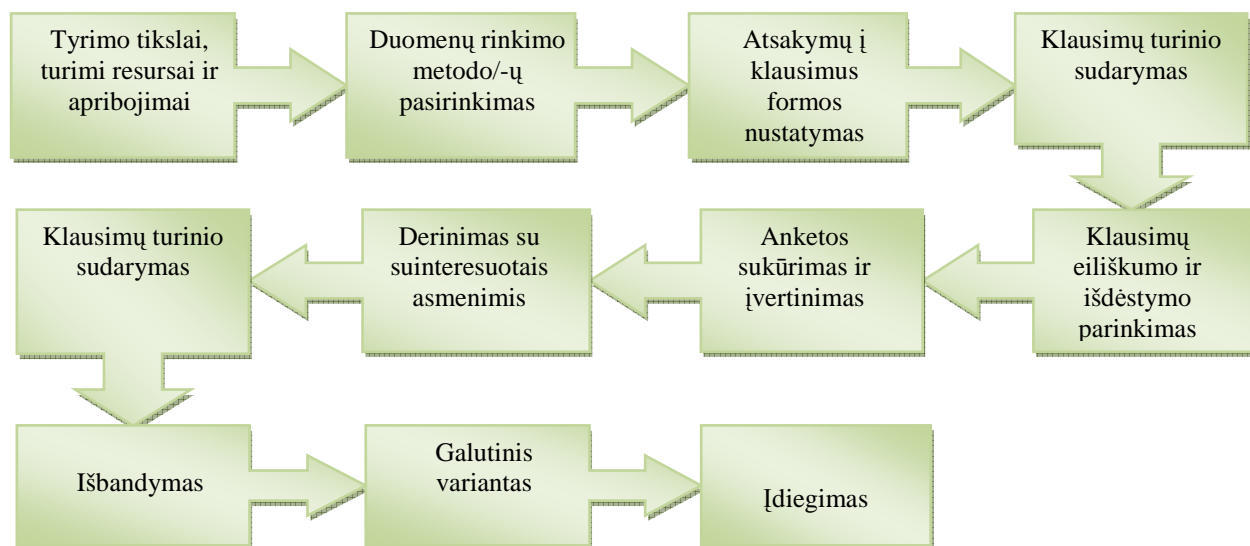 Tyrimo tikslai,
turimi resursai ir
apribojimai
Duomenų rinkimo
metodo/-ų
pasirinkimas
Atsakymų į
klausimus
formos
nustatymas
Klausimų turinio
sudarymas
Klausimų
eiliškumo ir
išdėstymo
parinkimas
Anketos
sukūrimas ir
įvertinimas
Derinimas su
suinteresuotais
asmenimis
Klausimų turinio
sudarymas
Išbandymas
Galutinis
variantas
Įdiegimas